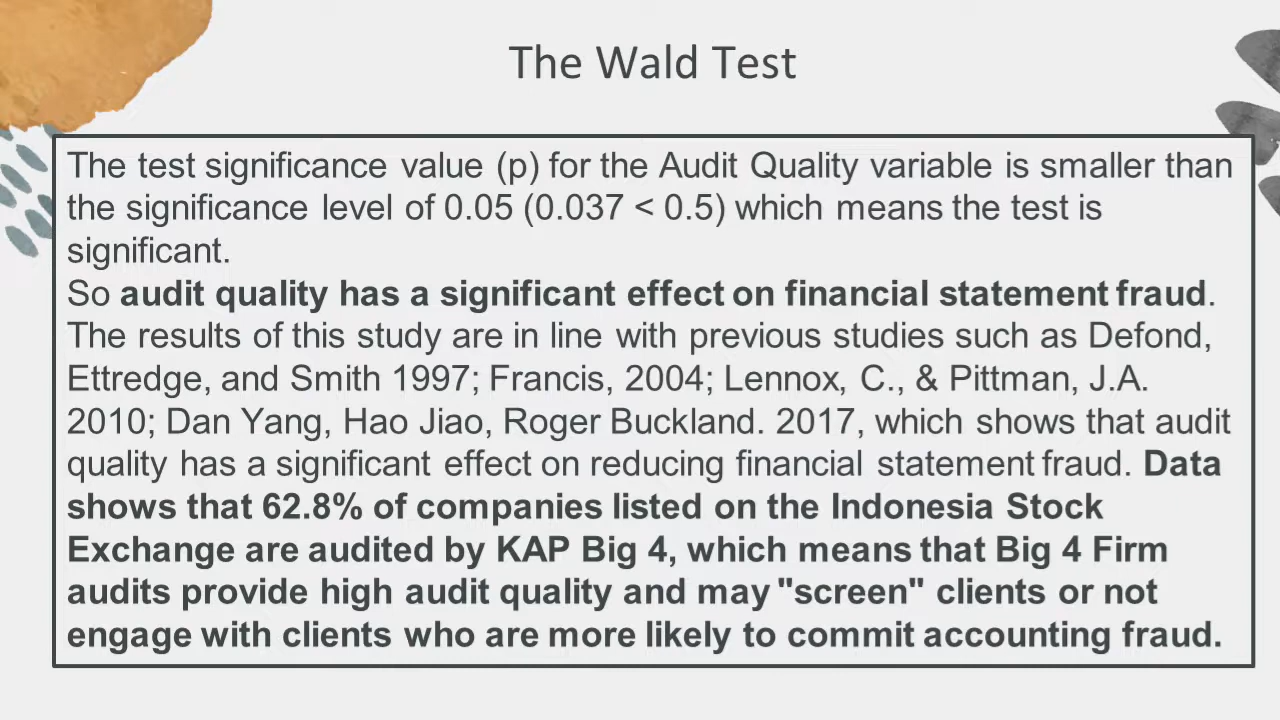 The Wald Test
The test significance value (p) for the Audit Quality variable is smaller than
the significance level of 0.05 (0.037 < 0.5) which means the test is
significant.
So audit quality has a significant effect on financial statement fraud.
The results of this study are in line with previous studies such as Defond,
Ettredge, and Smith 1997; Francis, 2004; Lennox, C., & Pittman, J.A.
2010; Dan Yang, Hao Jiao, Roger Buckland. 2017, which shows that audit
quality has a significant effect on reducing financial statement fraud. Data
shows that 62.8% of companies listed on the Indonesia Stock
Exchange are audited by KAP Big 4, which means that Big 4 Firm
audits provide high audit quality and may "screen" clients or not
engage with clients who are more likely to commit accounting fraud.